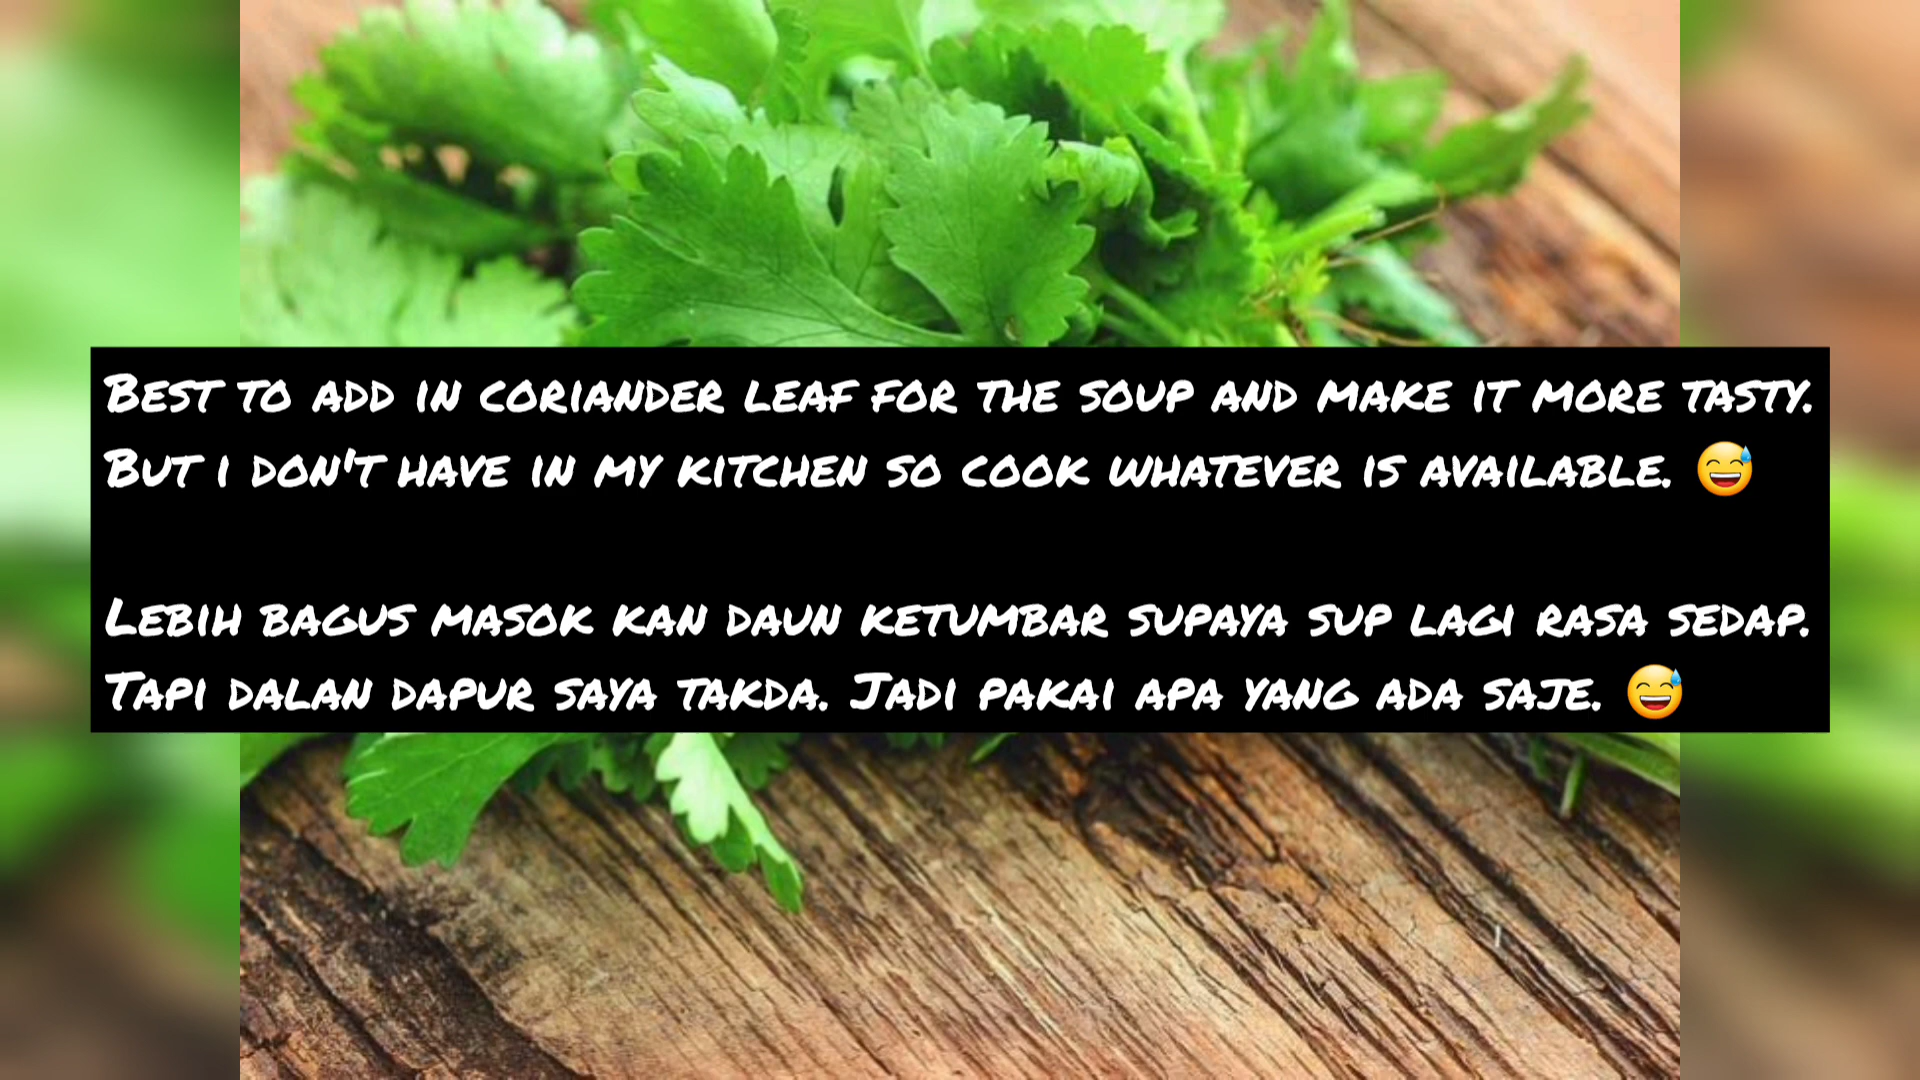 Best to add in coriander leaf for the soup and make it more tasty.
But i don't have in my kitchen so cook whatever is available. 😅
Lebih bagus masok kan daun ketumbar supaya sup lagi rasa sedap.
Tapi dalan dapur saya takda. Jadi pakai apa yang ada saje. 😅